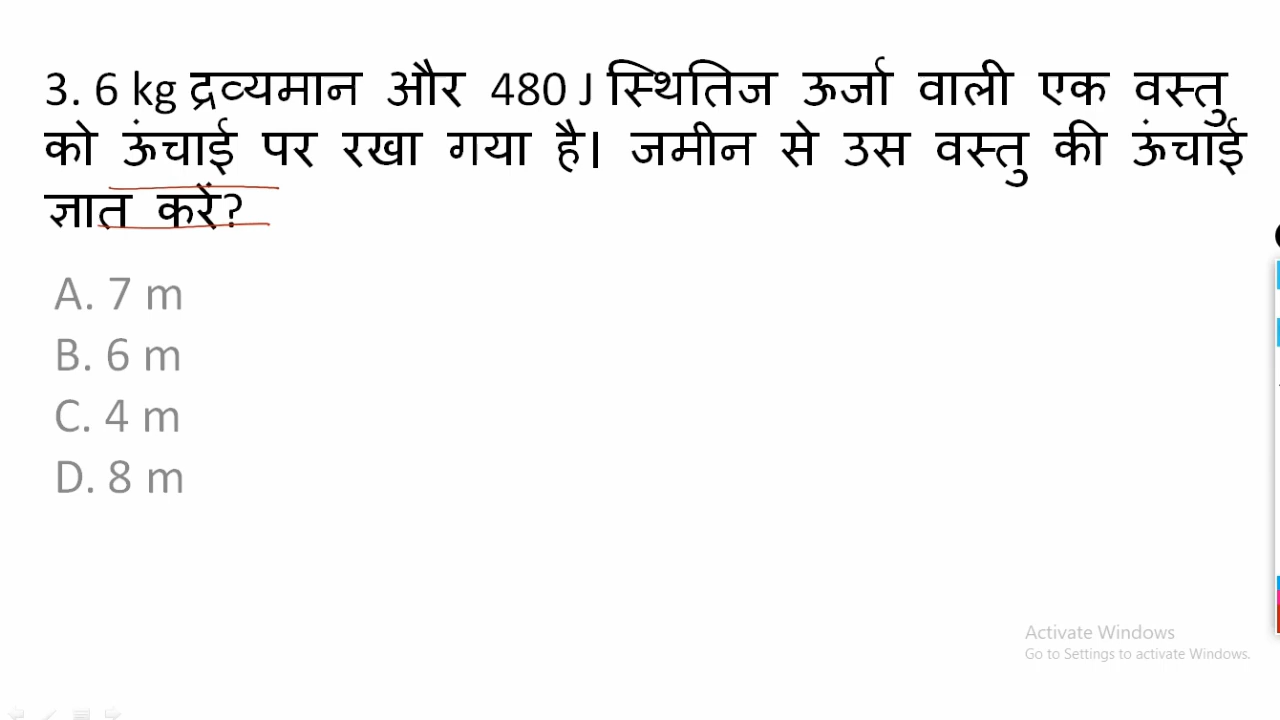 3. 6 kg द्रव्यमान और 480 J स्थितिज ऊर्जा वाली एक वस्तु
को ऊंचाई पर रखा गया है। जमीन से उस वस्तु की ऊंचाई
ज्ञात करें?
A. 7 m
B. 6 m
C. 4 m
D. 8 m
Activate Windows
Go to Settings to activate Windows.